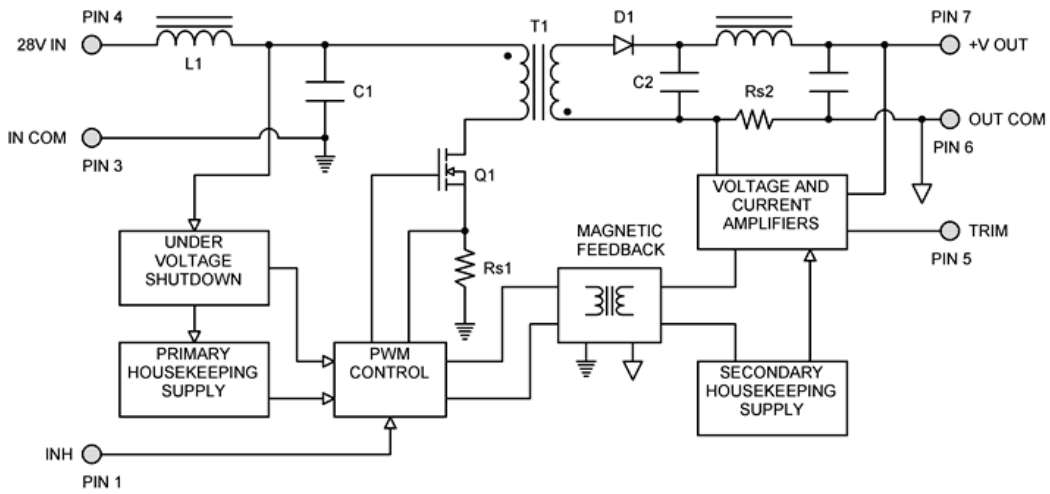 PIN 4
28V IN
L1
C1
IN COM
PIN 3
T1
D1
C2
Rs2
PIN 7
+V OUT
OUT COM
PIN 6
Q1
Rs1
UNDER
VOLTAGE
SHUTDOWN
PRIMARY
HOUSEKEEPING
SUPPLY
PWM
CONTROL
MAGNETIC
FEEDBACK
VOLTAGE AND
CURRENT
AMPLIFIERS
TRIM
PIN 5
SECONDARY
HOUSEKEEPING
SUPPLY
INH
PIN 1